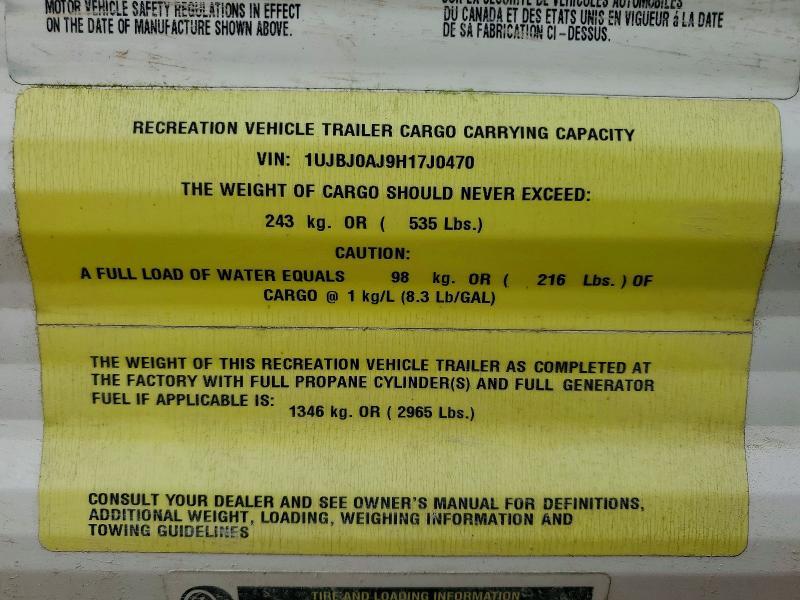 MOTOR VEHICLE SAFETY REGULATIONS IN EFFECT
ON THE DATE OF MANUFACTURE SHOWN ABOVE.
SUR LA SÉCURITÉ DE VÉHICULES AUTOMOBILES
DU CANADA ET DES ETATS UNIS EN VIGUEUR á LA DATE
DE SA FABRICATION CI-DESSUS.
RECREATION VEHICLE TRAILER CARGO CARRYING CAPACITY
VIN: 1UJBJ0AJ9H17J0470
THE WEIGHT OF CARGO SHOULD NEVER EXCEED:
243 kg. OR ( 535 Lbs.)
CAUTION:
A FULL LOAD OF WATER EQUALS 98 kg. OR ( 216 Lbs. ) OF
CARGO @ 1 kg/L (8.3 Lb/GAL)
THE WEIGHT OF THIS RECREATION VEHICLE TRAILER AS COMPLETED AT
THE FACTORY WITH FULL PROPANE CYLINDER(S) AND FULL GENERATOR
FUEL IF APPLICABLE IS:
1346 kg. OR ( 2965 Lbs.)
CONSULT YOUR DEALER AND SEE OWNER'S MANUAL FOR DEFINITIONS,
ADDITIONAL WEIGHT, LOADING, WEIGHING INFORMATION AND
TOWING GUIDELINES
TIRE AND LOADING INFORMATION